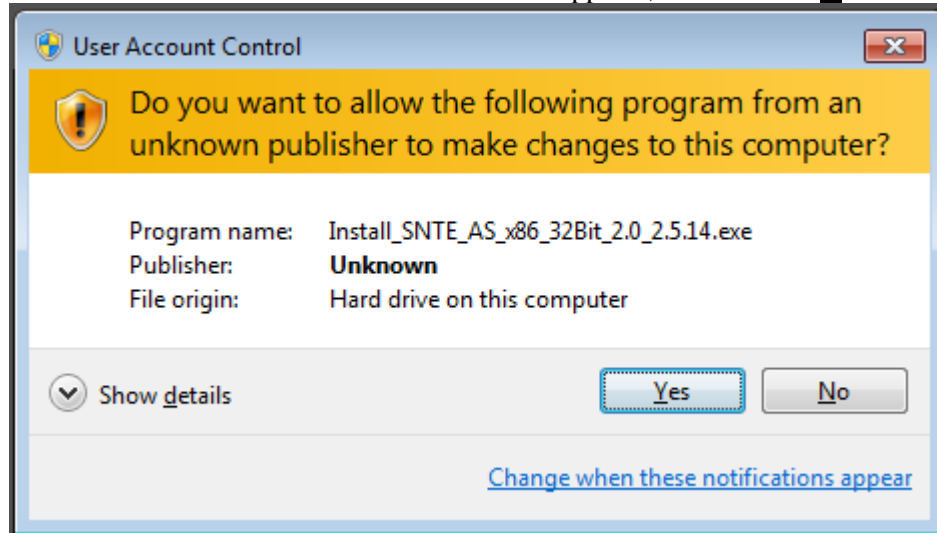 User Account Control
Do you want to allow the following program from an
unknown publisher to make changes to this computer?
Program name: Install_SNTE_AS_x86_32Bit_2.0_2.5.14.exe
Publisher: Unknown
File origin: Hard drive on this computer
Show details
Yes
No
Change when these notifications appear